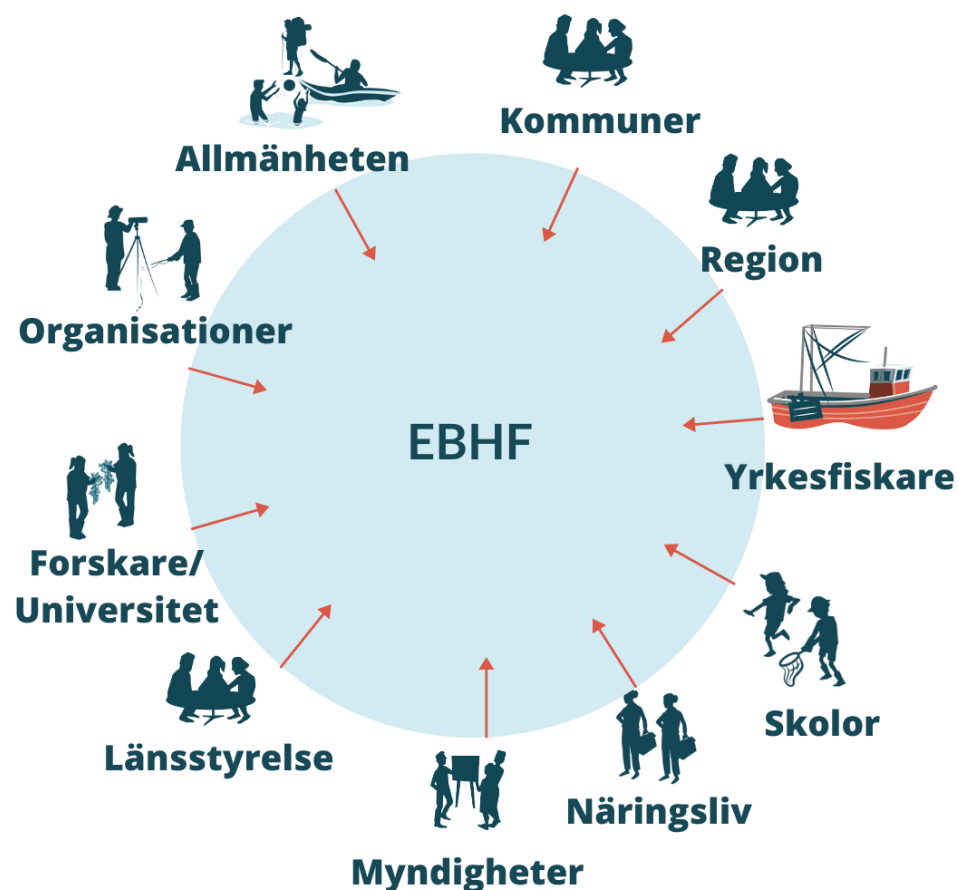 Kommuner
Allmänheten
Region
Organisationer
EBHF
Yrkesfiskare
Forskare/
Universitet
Skolor
Länsstyrelse
Näringsliv
Myndigheter